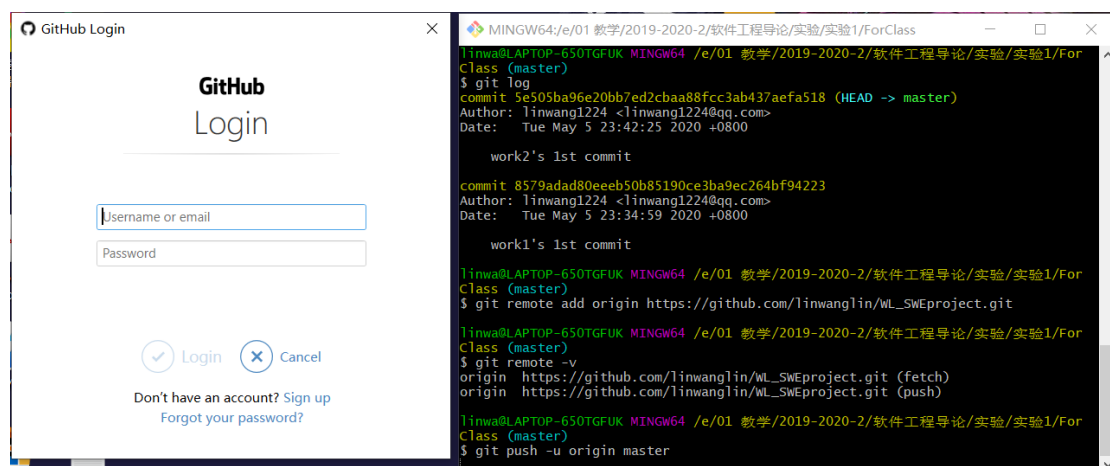 GitHub Login
GitHub
Login
Username or email
Password
Login
Cancel
Don't have an account? Sign up
Forgot your password?
MINGW64:/e/01 教学/2019-2020-2/软件工程导论/实验/实验1/ForClass
linwa@LAPTOP-650TGFUK MINGW64 /e/01 教学/2019-2020-2/软件工程导论/实验/实验1/For
Class (master)
$ git log
commit 5e505ba96e20bb7ed2cbaa88fcc3ab437aefa518 (HEAD -> master)
Author: linwang1224 <linwang1224@qq.com>
Date:   Tue May 5 23:42:25 2020 +0800
work2's 1st commit
commit 8579adad80eeeb50b85190ce3ba9ec264bf94223
Author: linwang1224 <linwang1224@qq.com>
Date:   Tue May 5 23:34:59 2020 +0800
work1's 1st commit
linwa@LAPTOP-650TGFUK MINGW64 /e/01 教学/2019-2020-2/软件工程导论/实验/实验1/For
Class (master)
$ git remote add origin https://github.com/linwanglin/WL_SWEproject.git
linwa@LAPTOP-650TGFUK MINGW64 /e/01 教学/2019-2020-2/软件工程导论/实验/实验1/For
Class (master)
$ git remote -v
origin  https://github.com/linwanglin/WL_SWEproject.git (fetch)
origin  https://github.com/linwanglin/WL_SWEproject.git (push)
linwa@LAPTOP-650TGFUK MINGW64 /e/01 教学/2019-2020-2/软件工程导论/实验/实验1/For
Class (master)
$ git push -u origin master